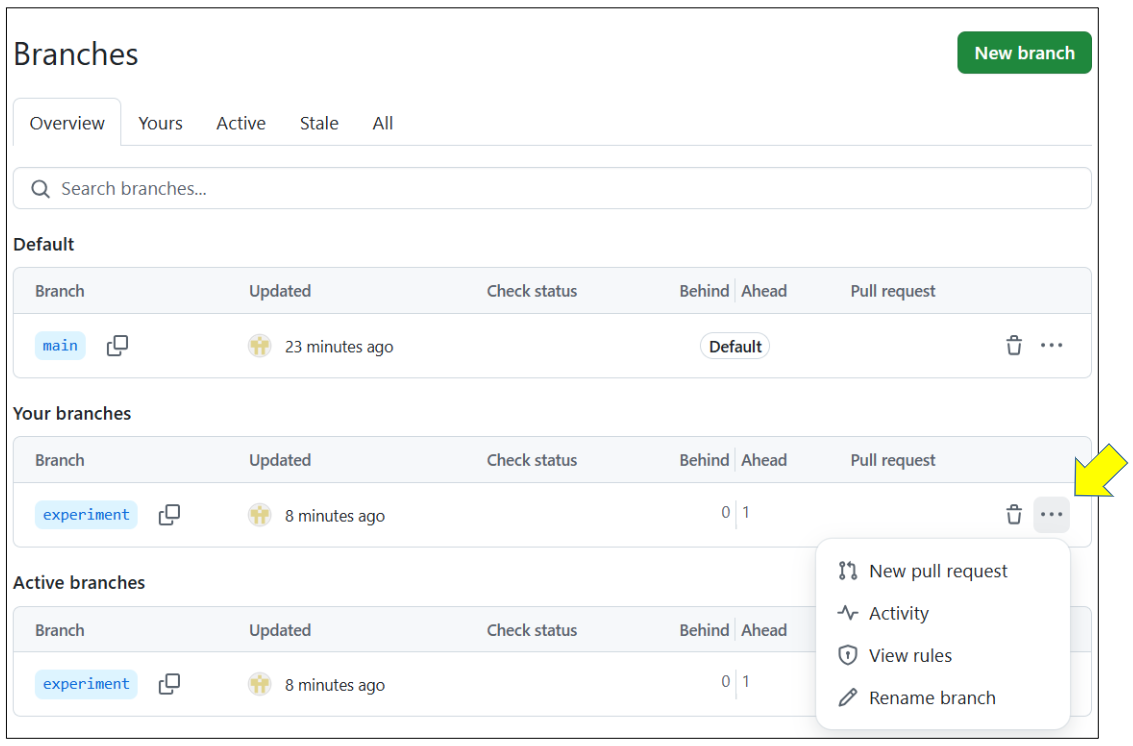 Branches
New branch
Overview Yours Active Stale All
Search branches...
Default
Branch Updated Check status Behind Ahead Pull request
main 23 minutes ago Default
Your branches
Branch Updated Check status Behind Ahead Pull request
experiment 8 minutes ago 0 1
New pull request
Activity
View rules
Rename branch
Active branches
Branch Updated Check status Behind Ahead
experiment 8 minutes ago 0 1